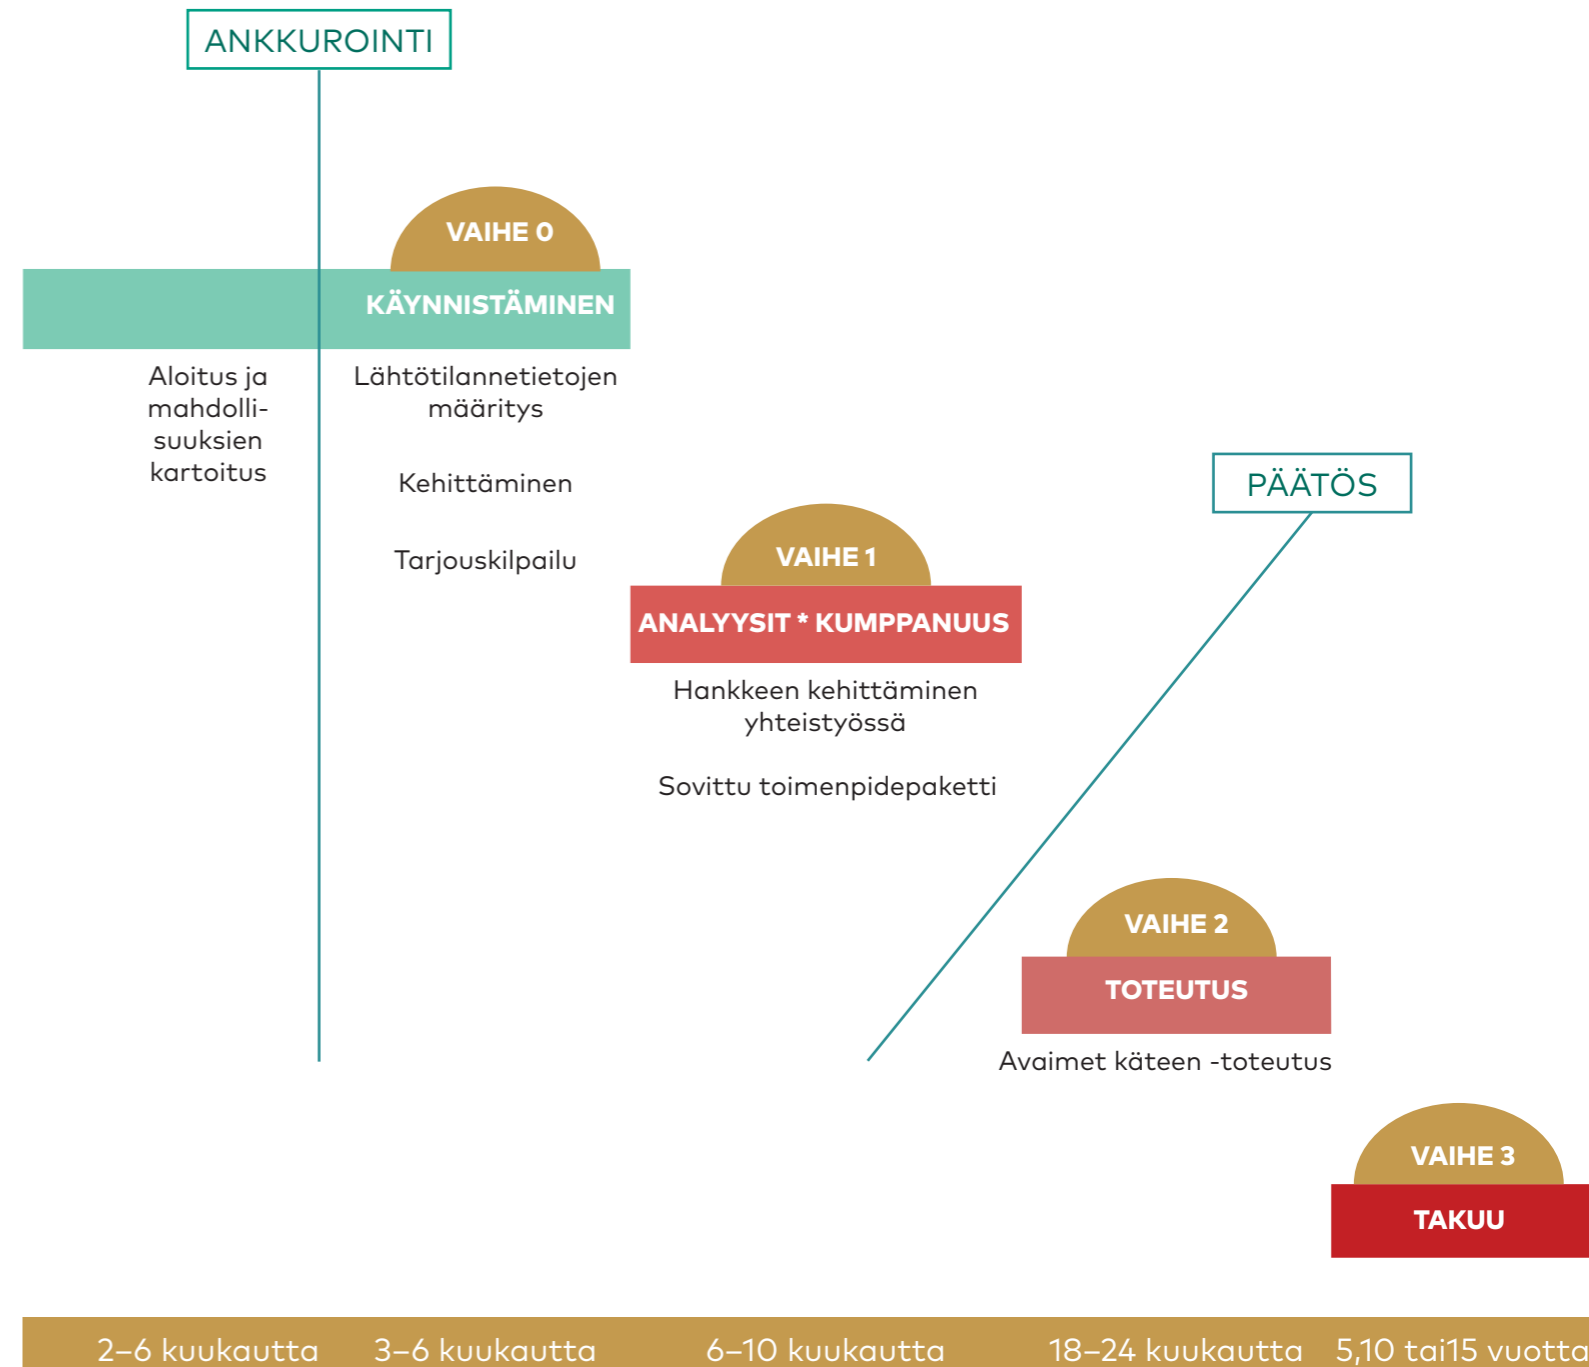 ANKKUROINTI
VAIHE 0
KÄYNNISTÄMINEN
Aloitus ja
mahdolli-
suuksien
kartoitus
Lähtötilannetietojen
määritys
Kehittäminen
Tarjouskilpailu
PÄÄTÖS
VAIHE 1
ANALYYSIT * KUMPPANUUS
Hankkeen kehittäminen
yhteistyössä
Sovittu toimenpidepaketti
VAIHE 2
TOTEUTUS
Avaimet käteen -toteutus
VAIHE 3
TAKUU
2–6 kuukautta 3–6 kuukautta 6–10 kuukautta 18–24 kuukautta 5,10 tai15 vuotta